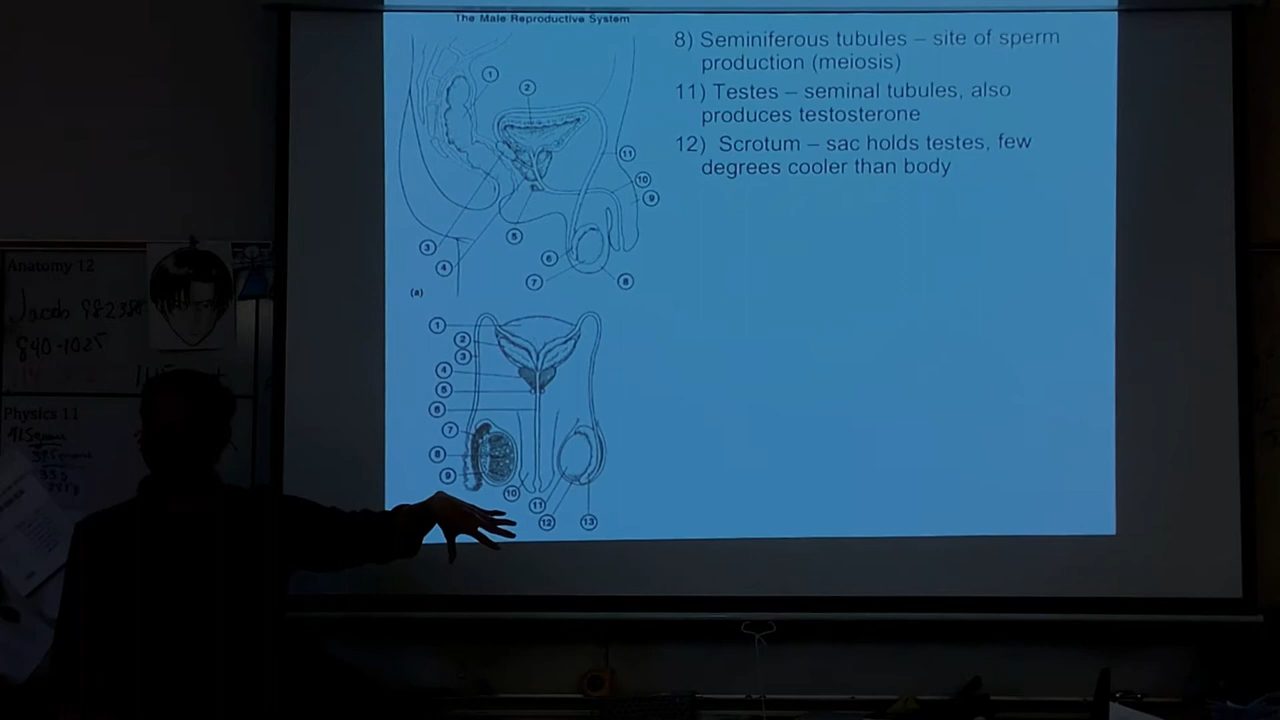 The Male Reproductive System
8) Seminiferous tubules – site of sperm
production (meiosis)
11) Testes – seminal tubules, also
produces testosterone
12) Scrotum – sac holds testes, few
degrees cooler than body
1
2
11
10
9
3
5
4
6
7
8
(a)
1
2
3
4
5
6
7
8
9
10
11
12
13
Anatomy 12
Jacob
840-1025
Physics 11